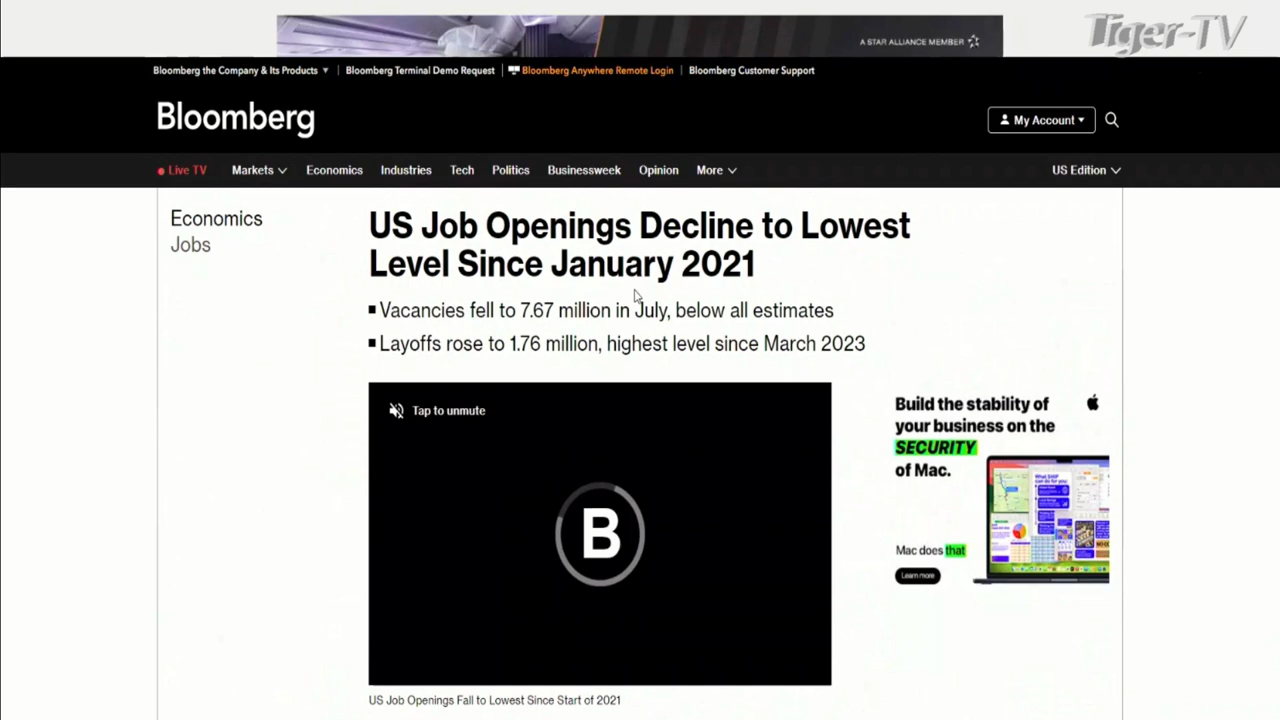 A STAR ALLIANCE MEMBER
Tiger-TV
Bloomberg the Company & Its Products
Bloomberg Terminal Demo Request
Bloomberg Anywhere Remote Login
Bloomberg Customer Support
Bloomberg
My Account
Live TV
Markets
Economics
Industries
Tech
Politics
Businessweek
Opinion
More
US Edition
Economics
Jobs
US Job Openings Decline to Lowest
Level Since January 2021
Vacancies fell to 7.67 million in July, below all estimates
Layoffs rose to 1.76 million, highest level since March 2023
Tap to unmute
B
Build the stability of
your business on the
SECURITY
of Mac.
Mac does that
Learn more
US Job Openings Fall to Lowest Since Start of 2021